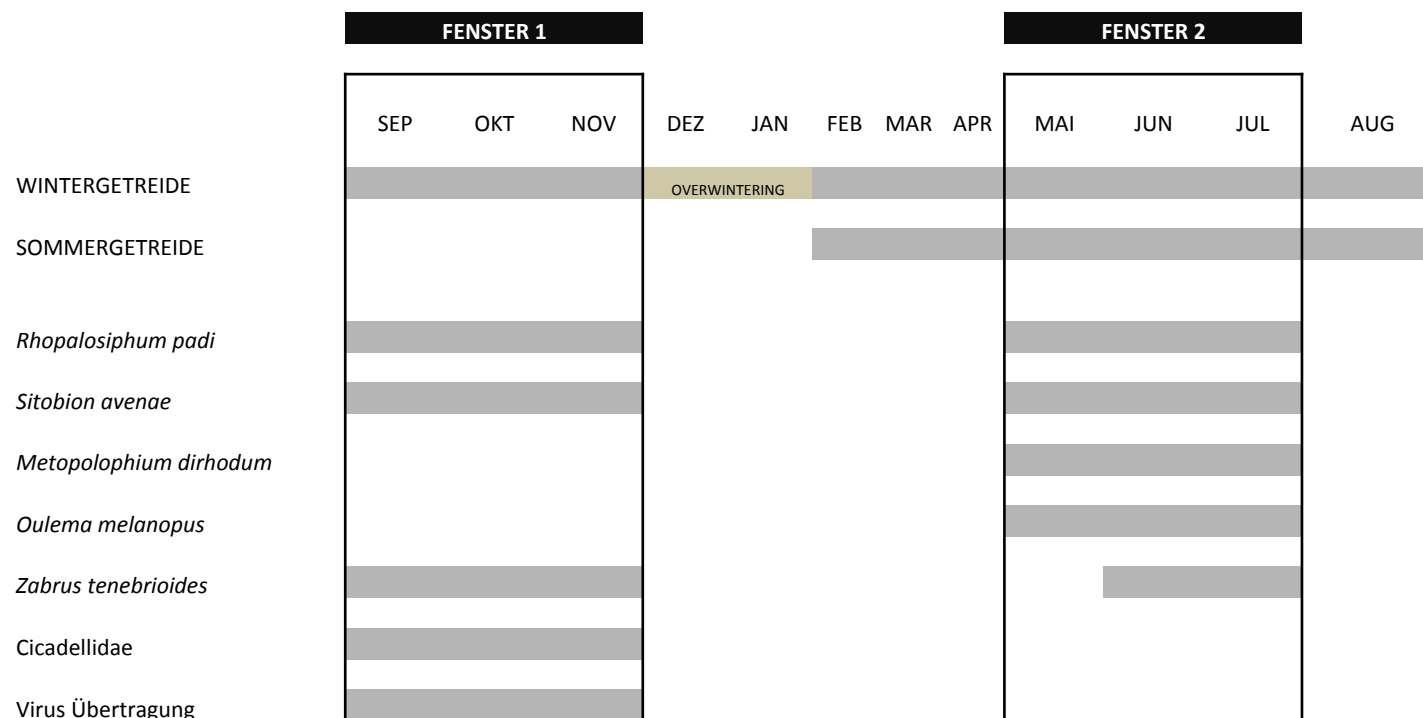 FENSTER 1 FENSTER 2
SEP OKT NOV DEZ JAN FEB MAR APR MAI JUN JUL AUG
WINTERGETREIDE OVERWINTERING
SOMMERGETREIDE
Rhopalosiphum padi
Sitobion avenae
Metopolophium dirhodum
Oulema melanopus
Zabrus tenebrioides
Cicadellidae
Virus Übertragung